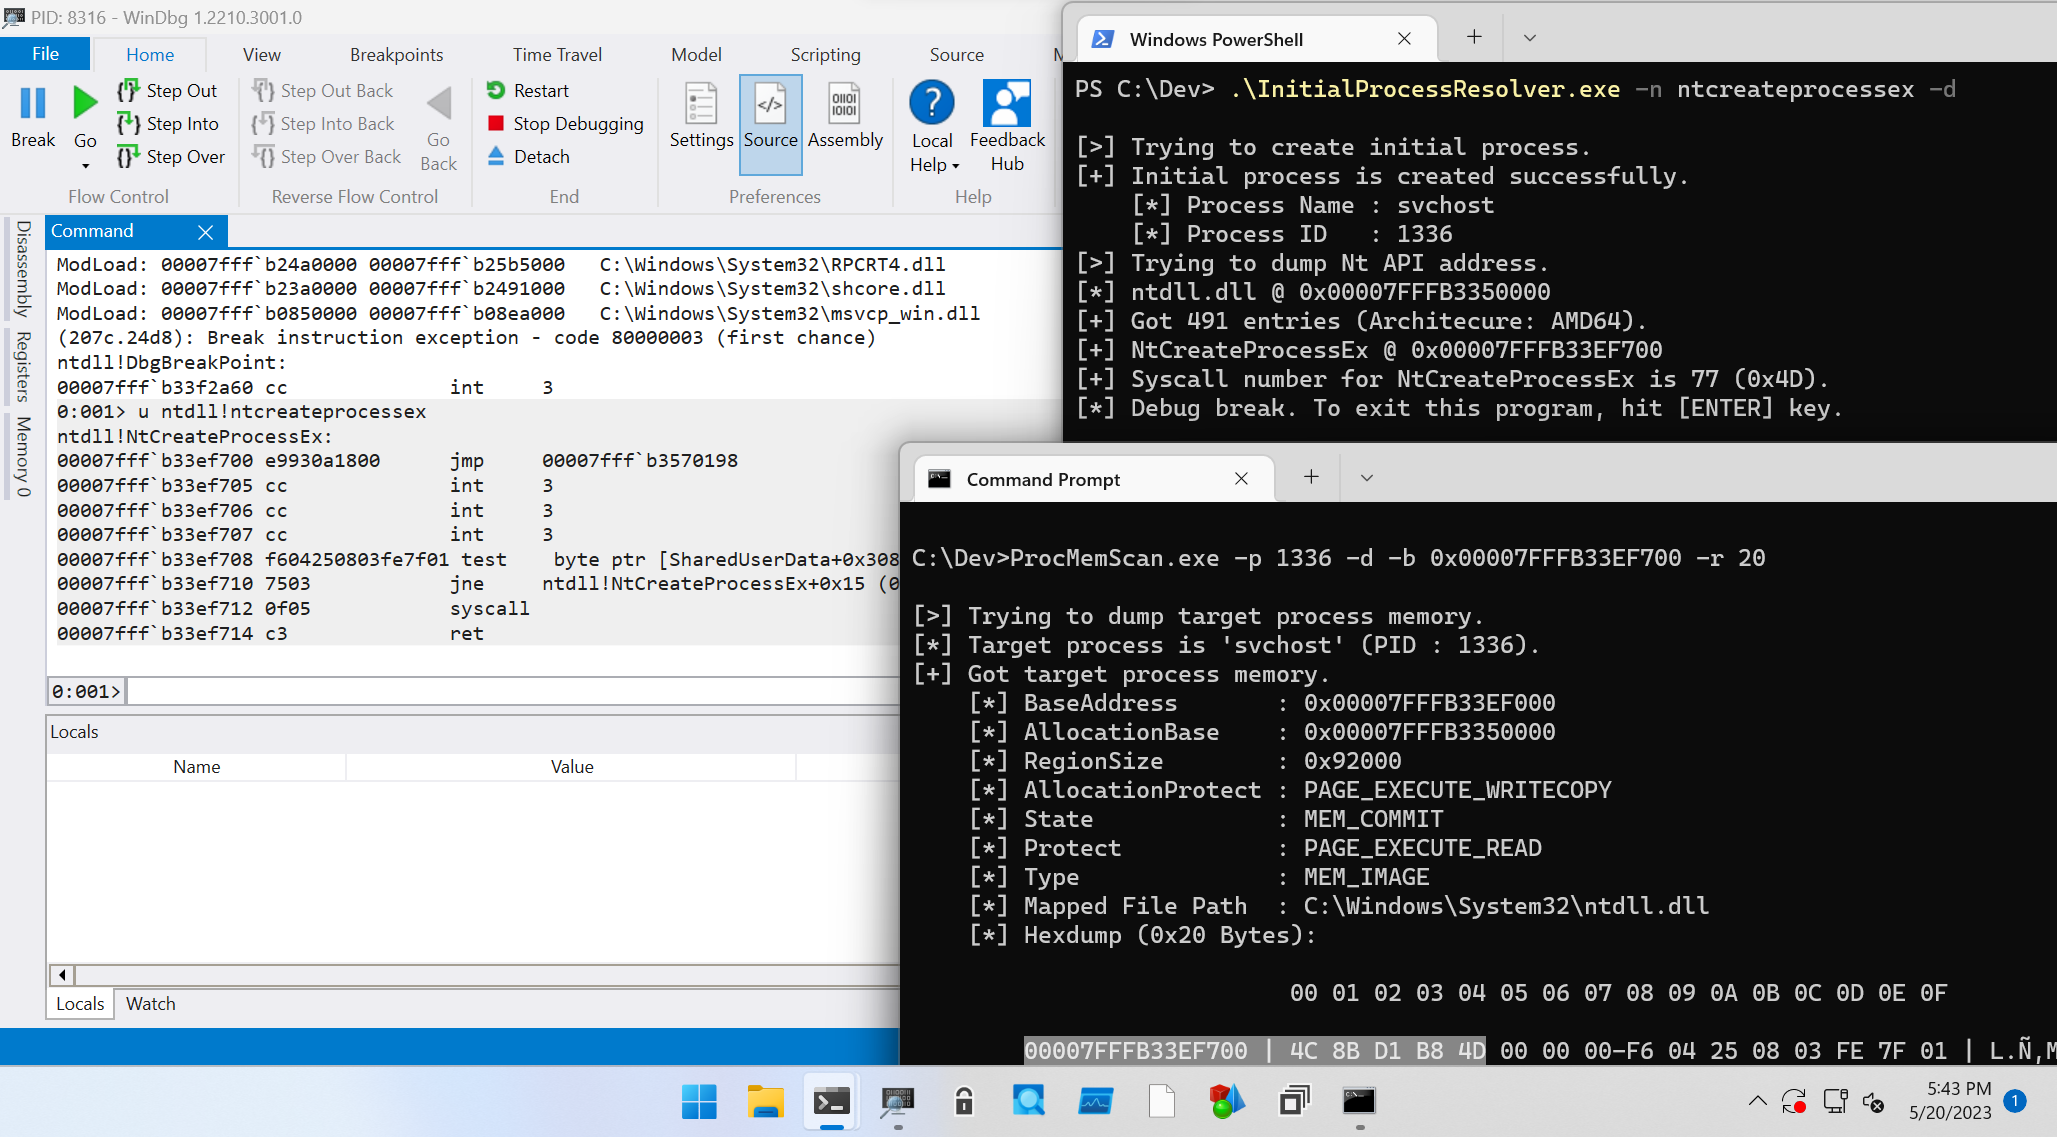 PID: 8316 - WinDbg 1.2210.3001.0
File Home View Breakpoints Time Travel Model Scripting Source
Break
Go
Step Out
Step Into
Step Over
Flow Control
Step Out Back
Step Into Back
Step Over Back
Go Back
Reverse Flow Control
Restart
Stop Debugging
Detach
End
Settings Source Assembly
Preferences
Local Help
Feedback Hub
Help
Disassembly
Registers
Memory 0
Command
ModLoad: 00007fff`b24a0000 00007fff`b25b5000   C:\Windows\System32\RPCRT4.dll
ModLoad: 00007fff`b23a0000 00007fff`b2491000   C:\Windows\System32\shcore.dll
ModLoad: 00007fff`b0850000 00007fff`b08ea000   C:\Windows\System32\msvcp_win.dll
(207c.24d8): Break instruction exception - code 80000003 (first chance)
ntdll!DbgBreakPoint:
00007fff`b33f2a60 cc              int     3
0:001> u ntdll!ntcreateprocessex
ntdll!NtCreateProcessEx:
00007fff`b33ef700 e9930a1800      jmp     00007fff`b3570198
00007fff`b33ef705 cc              int     3
00007fff`b33ef706 cc              int     3
00007fff`b33ef707 cc              int     3
00007fff`b33ef708 f604250803fe7f01 test    byte ptr [SharedUserData+0x308
00007fff`b33ef710 7503            jne     ntdll!NtCreateProcessEx+0x15 (0
00007fff`b33ef712 0f05            syscall
00007fff`b33ef714 c3              ret
0:001>
Locals
Name Value
Locals Watch
Windows PowerShell
PS C:\Dev> .\InitialProcessResolver.exe -n ntcreateprocessex -d
[>] Trying to create initial process.
[+] Initial process is created successfully.
[*] Process Name : svchost
[*] Process ID   : 1336
[>] Trying to dump Nt API address.
[*] ntdll.dll @ 0x00007FFFB3350000
[+] Got 491 entries (Architecure: AMD64).
[+] NtCreateProcessEx @ 0x00007FFFB33EF700
[+] Syscall number for NtCreateProcessEx is 77 (0x4D).
[*] Debug break. To exit this program, hit [ENTER] key.
Command Prompt
C:\Dev>ProcMemScan.exe -p 1336 -d -b 0x00007FFFB33EF700 -r 20
[>] Trying to dump target process memory.
[*] Target process is 'svchost' (PID : 1336).
[+] Got target process memory.
[*] BaseAddress       : 0x00007FFFB33EF000
[*] AllocationBase    : 0x00007FFFB3350000
[*] RegionSize        : 0x92000
[*] AllocationProtect : PAGE_EXECUTE_WRITECOPY
[*] State             : MEM_COMMIT
[*] Protect           : PAGE_EXECUTE_READ
[*] Type              : MEM_IMAGE
[*] Mapped File Path  : C:\Windows\System32\ntdll.dll
[*] Hexdump (0x20 Bytes):
00 01 02 03 04 05 06 07 08 09 0A 0B 0C 0D 0E 0F
00007FFFB33EF700 | 4C 8B D1 B8 4D 00 00 00-F6 04 25 08 03 FE 7F 01 | L.Ñ,M
5:43 PM
5/20/2023
1